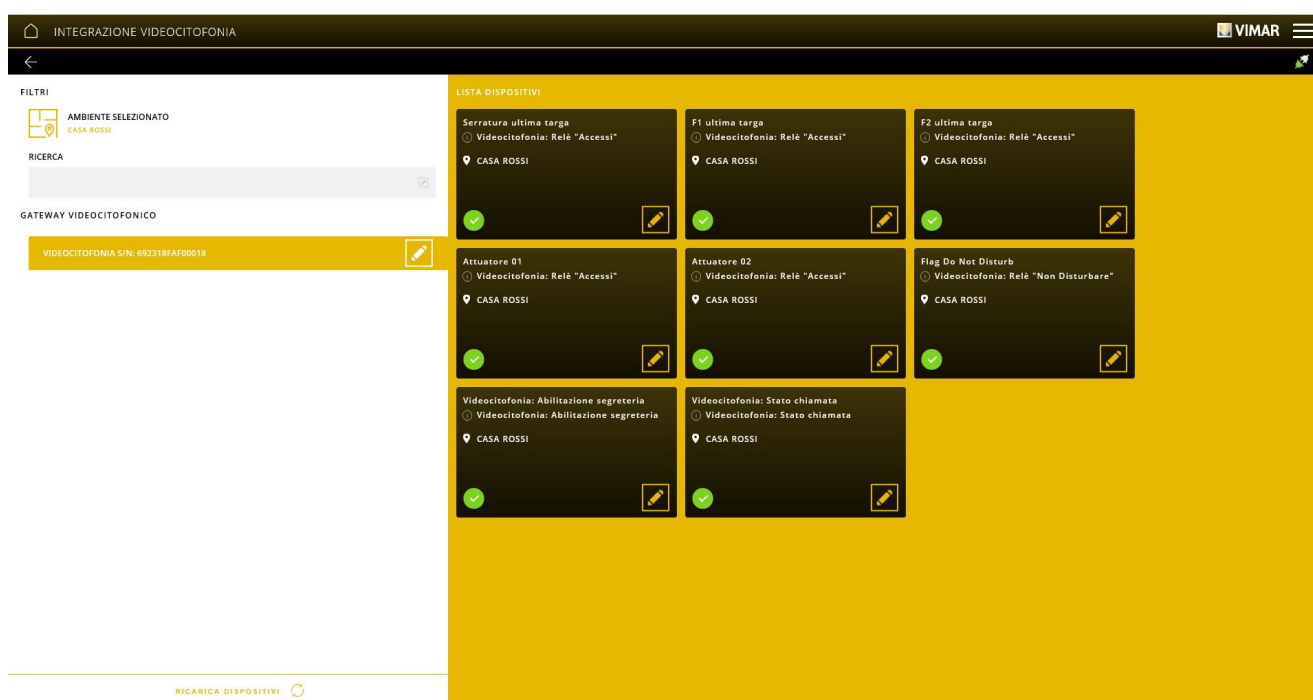 INTEGRAZIONE VIDEOCITOFONIA
VIMAR
FILTRI
AMBIENTE SELEZIONATO
CASA ROSSI
RICERCA
GATEWAY VIDEOCITOFONICO
VIDEOCITOFONIA S/N: 692318FAF00018
RICARICA DISPOSITIVI
LISTA DISPOSITIVI
Serratura ultima targa
Videocitofonia: Relè "Accessi"
CASA ROSSI
F1 ultima targa
Videocitofonia: Relè "Accessi"
CASA ROSSI
F2 ultima targa
Videocitofonia: Relè "Accessi"
CASA ROSSI
Attuatore 01
Videocitofonia: Relè "Accessi"
CASA ROSSI
Attuatore 02
Videocitofonia: Relè "Accessi"
CASA ROSSI
Flag Do Not Disturb
Videocitofonia: Relè "Non Disturbare"
CASA ROSSI
Videocitofonia: Abilitazione segreteria
Videocitofonia: Abilitazione segreteria
CASA ROSSI
Videocitofonia: Stato chiamata
Videocitofonia: Stato chiamata
CASA ROSSI